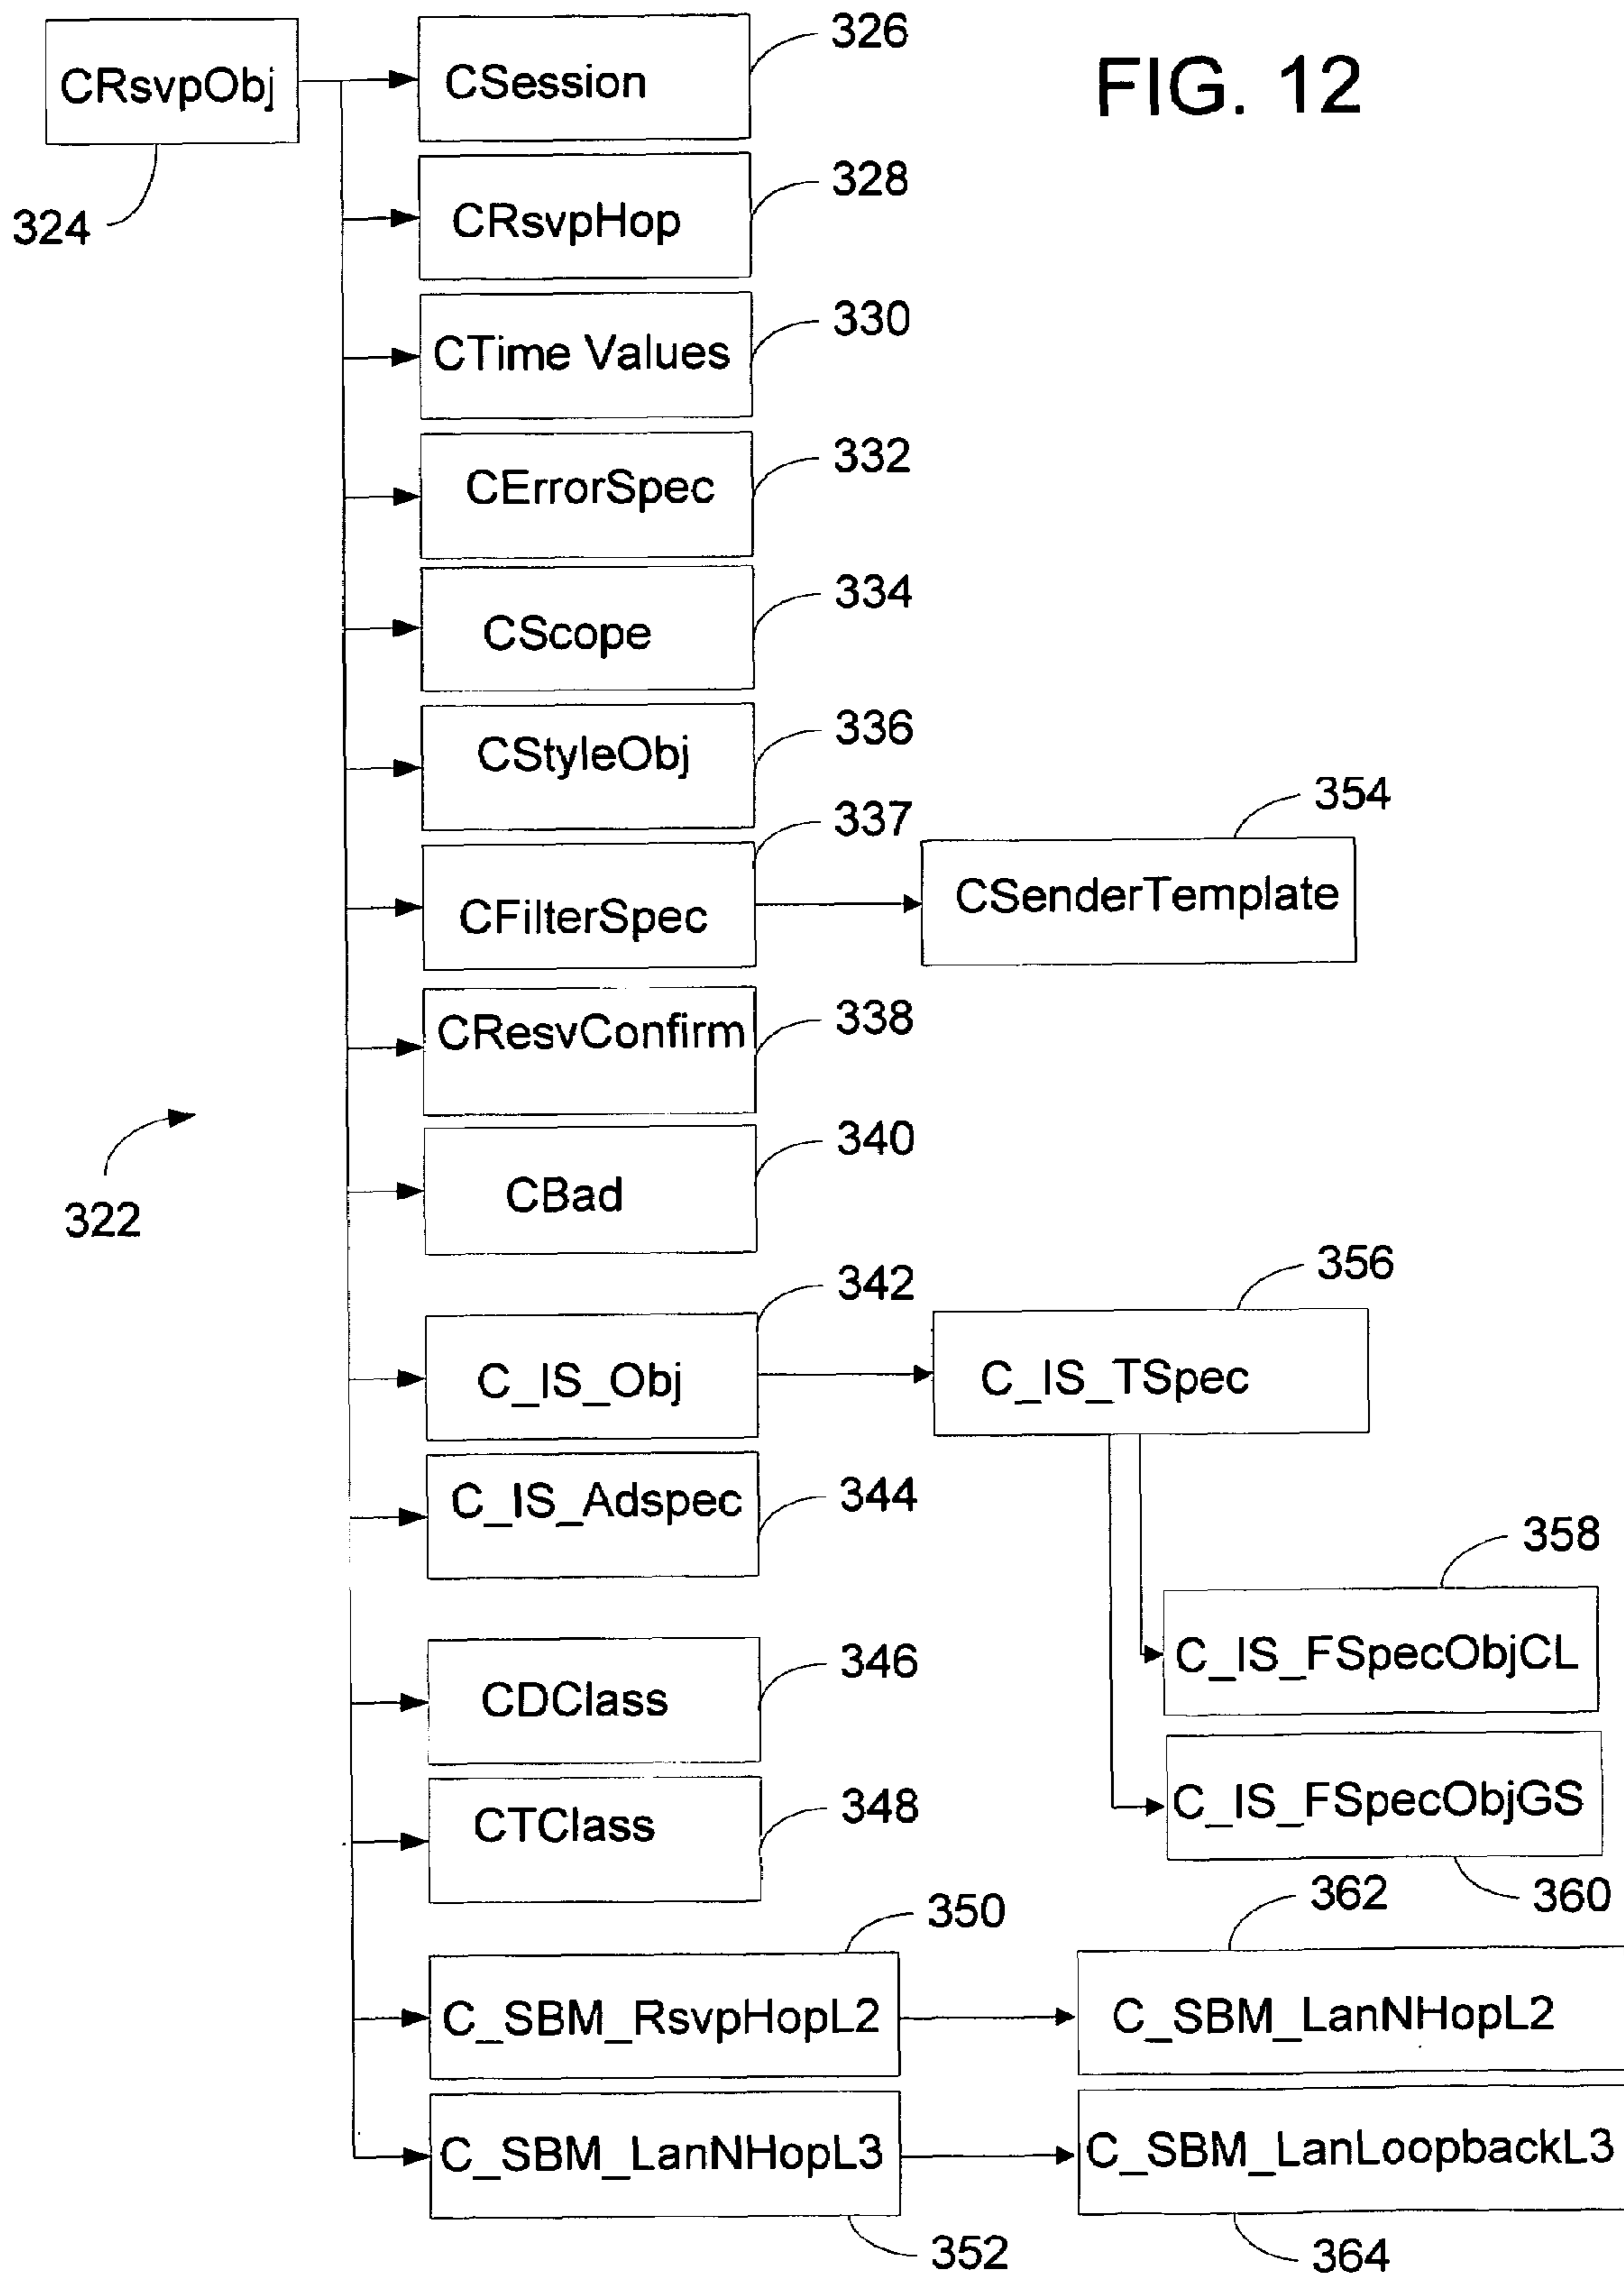 FIG. 12
CRsvpObj
324
CSession
326
CRsvpHop
328
CTime Values
330
CErrorSpec
332
CScope
334
CStyleObj
336
CFilterSpec
337
CSenderTemplate
354
CResvConfirm
338
CBad
340
322
C_IS_Obj
342
C_IS_TSpec
356
C_IS_Adspec
344
C_IS_FSpecObjCL
358
CDClass
346
C_IS_FSpecObjGS
360
CTClass
348
C_SBM_RsvpHopL2
350
C_SBM_LanNHopL2
362
C_SBM_LanNHopL3
352
C_SBM_LanLoopbackL3
364